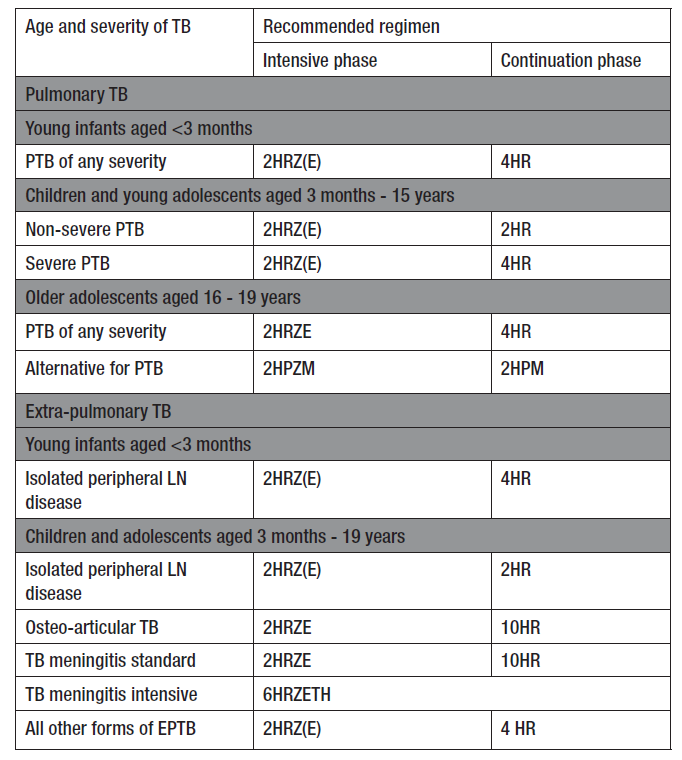 Age and severity of TB
Recommended regimen
Intensive phase
Continuation phase
Pulmonary TB
Young infants aged <3 months
PTB of any severity
2HRZ(E)
4HR
Children and young adolescents aged 3 months - 15 years
Non-severe PTB
2HRZ(E)
2HR
Severe PTB
2HRZ(E)
4HR
Older adolescents aged 16 - 19 years
PTB of any severity
2HRZE
4HR
Alternative for PTB
2HPZM
2HPM
Extra-pulmonary TB
Young infants aged <3 months
Isolated peripheral LN
disease
2HRZ(E)
4HR
Children and adolescents aged 3 months - 19 years
Isolated peripheral LN
disease
2HRZ(E)
2HR
Osteo-articular TB
2HRZE
10HR
TB meningitis standard
2HRZE
10HR
TB meningitis intensive
6HRZETH
All other forms of EPTB
2HRZ(E)
4 HR